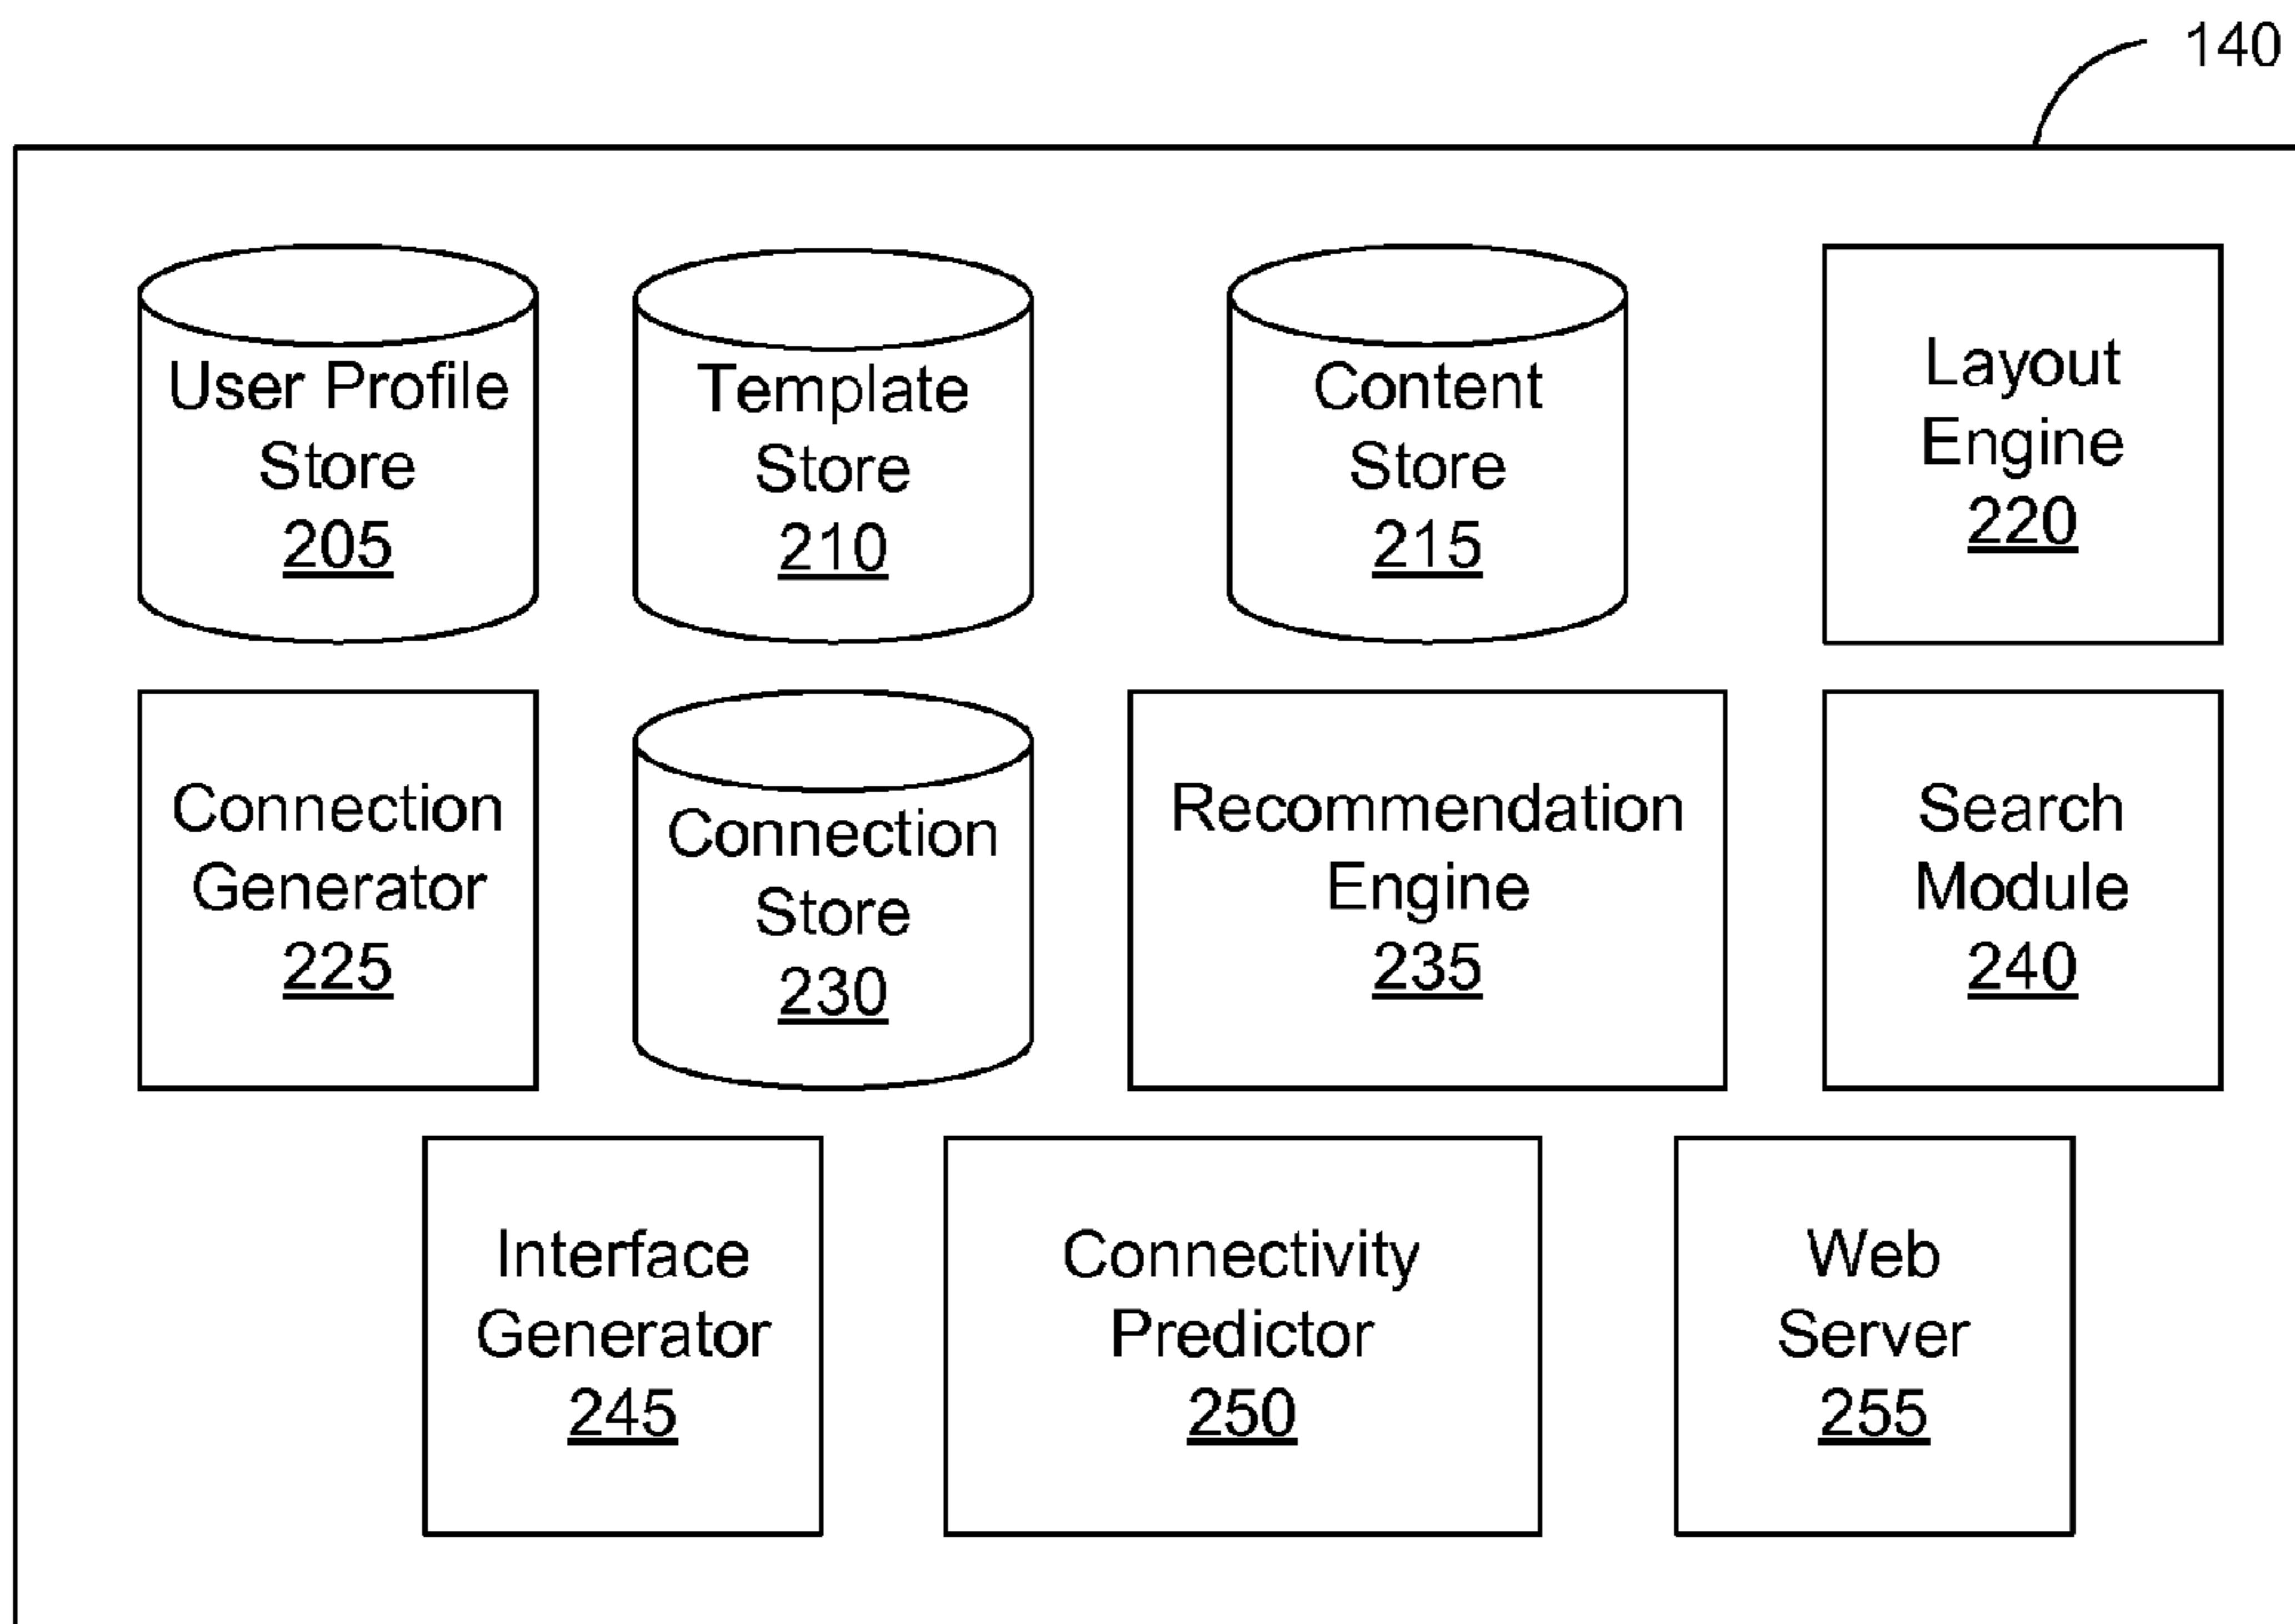 140
User Profile
Store
205
Template
Store
210
Content
Store
215
Layout
Engine
220
Connection
Generator
225
Connection
Store
230
Recommendation
Engine
235
Search
Module
240
Interface
Generator
245
Connectivity
Predictor
250
Web
Server
255